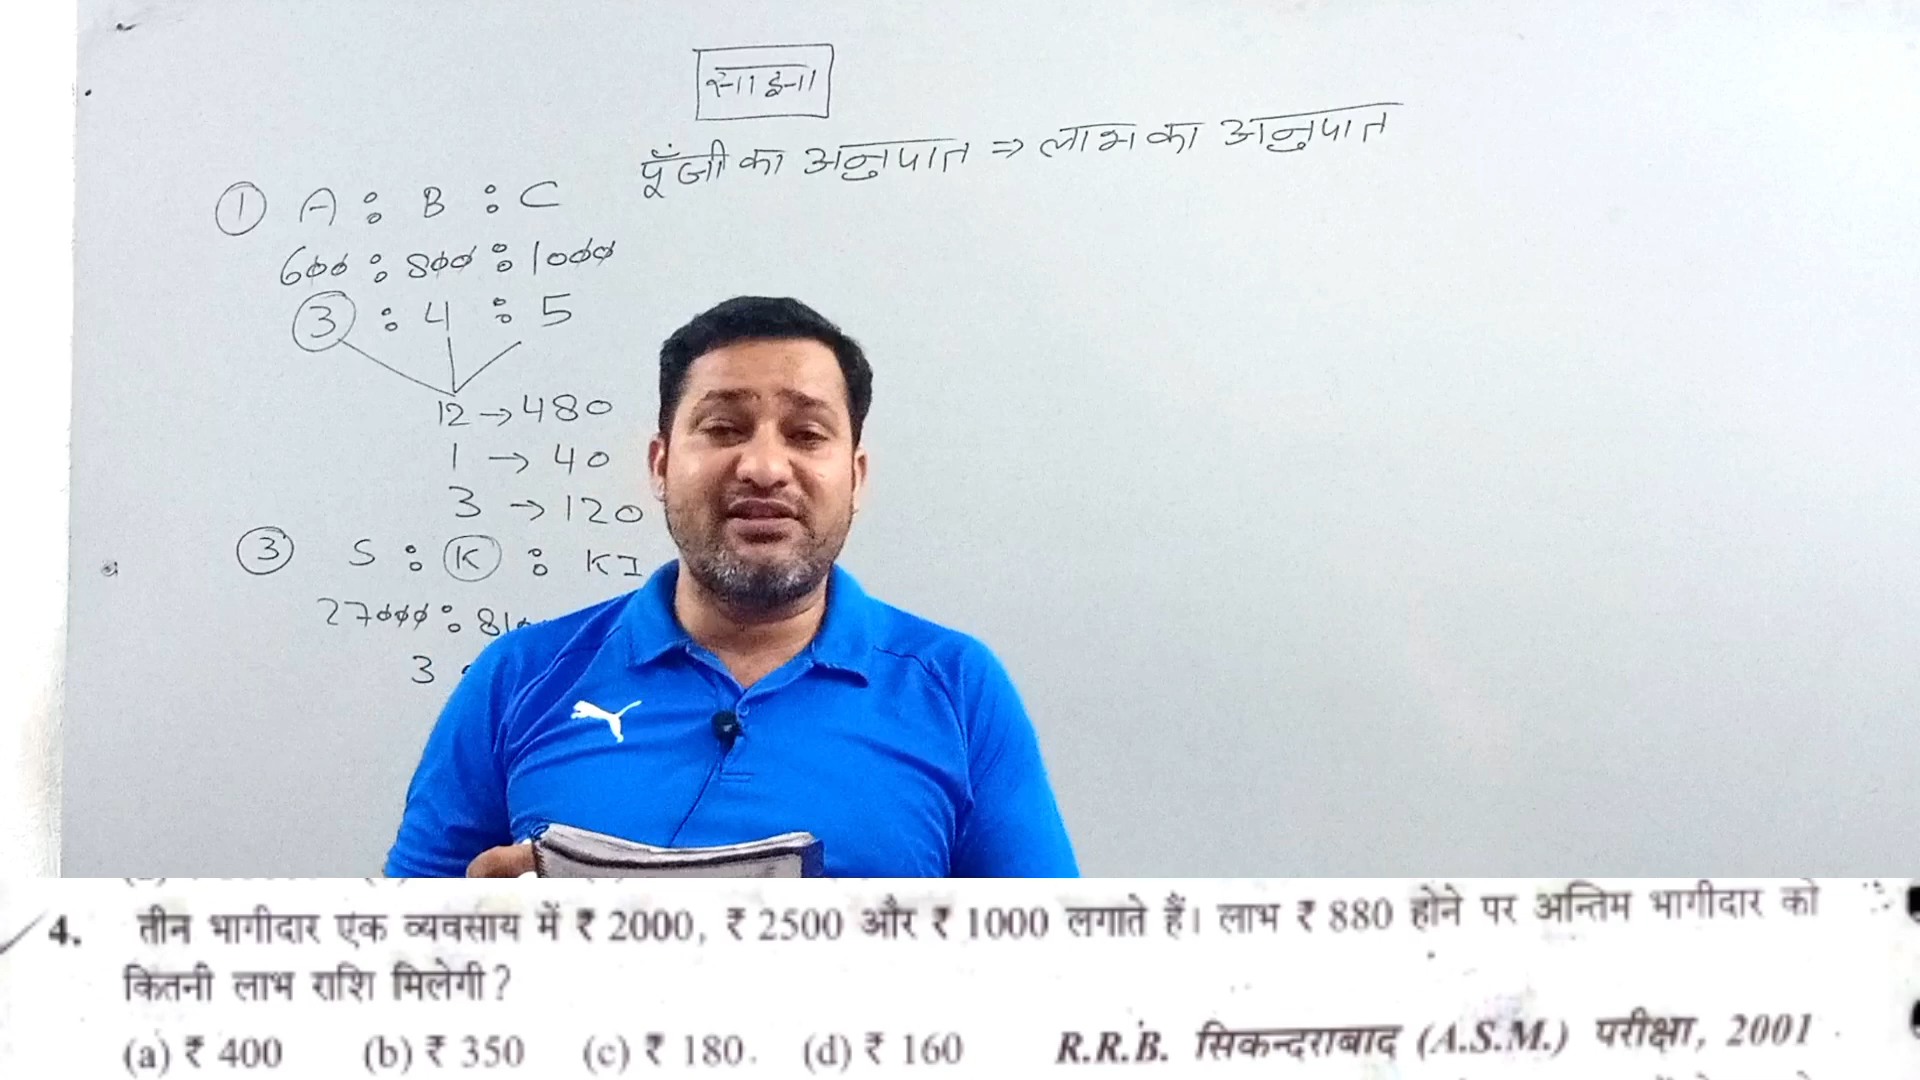 साझा
पूँजी का अनुपात ⇒ लाभ का अनुपात
① A : B : C
600 : 800 : 1000
3 : 4 : 5
12 → 480
1 → 40
3 → 120
③ S : K : KI
27000 : 81
3
4. तीन भागीदार एक व्यवसाय में ₹ 2000, ₹ 2500 और ₹ 1000 लगाते हैं। लाभ ₹ 880 होने पर अन्तिम भागीदार को
कितनी लाभ राशि मिलेगी?
(a) ₹ 400 (b) ₹ 350 (c) ₹ 180. (d) ₹ 160 R.R.B. सिकन्दराबाद (A.S.M.) परीक्षा, 2001